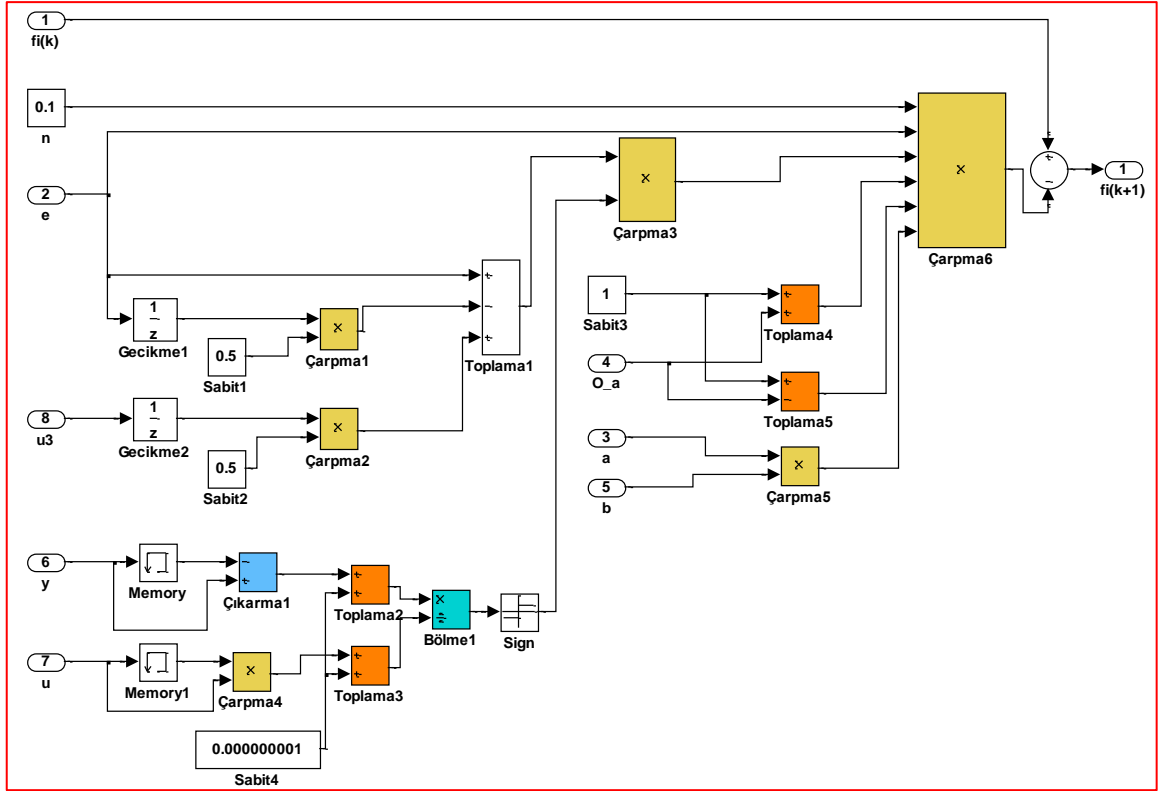 1
fi(k)
0.1
n
2
e
×
Çarpma3
×
Çarpma6
+
−
1
fi(k+1)
1
z
Gecikme1
0.5
Sabit1
×
Çarpma1
+
−
+
Toplama1
1
Sabit3
+
+
Toplama4
4
O_a
+
−
Toplama5
8
u3
1
z
Gecikme2
0.5
Sabit2
×
Çarpma2
3
a
5
b
×
Çarpma5
6
y
Memory
−
+
Çıkarma1
+
+
Toplama2
×
÷
Bölme1
Sign
7
u
Memory1
×
Çarpma4
+
+
Toplama3
0.000000001
Sabit4